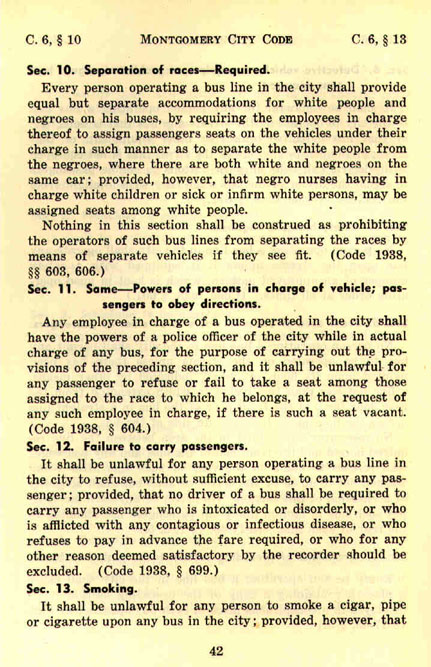 C. 6, § 10 MONTGOMERY CITY CODE C. 6, § 13
Sec. 10. Separation of races—Required.
Every person operating a bus line in the city shall provide
equal but separate accommodations for white people and
negroes on his buses, by requiring the employees in charge
thereof to assign passengers seats on the vehicles under their
charge in such manner as to separate the white people from
the negroes, where there are both white and negroes on the
same car; provided, however, that negro nurses having in
charge white children or sick or infirm white persons, may be
assigned seats among white people.
Nothing in this section shall be construed as prohibiting
the operators of such bus lines from separating the races by
means of separate vehicles if they see fit. (Code 1938,
§§ 603, 606.)
Sec. 11. Same—Powers of persons in charge of vehicle; pas-
sengers to obey directions.
Any employee in charge of a bus operated in the city shall
have the powers of a police officer of the city while in actual
charge of any bus, for the purpose of carrying out the pro-
visions of the preceding section, and it shall be unlawful for
any passenger to refuse or fail to take a seat among those
assigned to the race to which he belongs, at the request of
any such employee in charge, if there is such a seat vacant.
(Code 1938, § 604.)
Sec. 12. Failure to carry passengers.
It shall be unlawful for any person operating a bus line in
the city to refuse, without sufficient excuse, to carry any pas-
senger; provided, that no driver of a bus shall be required to
carry any passenger who is intoxicated or disorderly, or who
is afflicted with any contagious or infectious disease, or who
refuses to pay in advance the fare required, or who for any
other reason deemed satisfactory by the recorder should be
excluded. (Code 1938, § 699.)
Sec. 13. Smoking.
It shall be unlawful for any person to smoke a cigar, pipe
or cigarette upon any bus in the city; provided, however, that
42